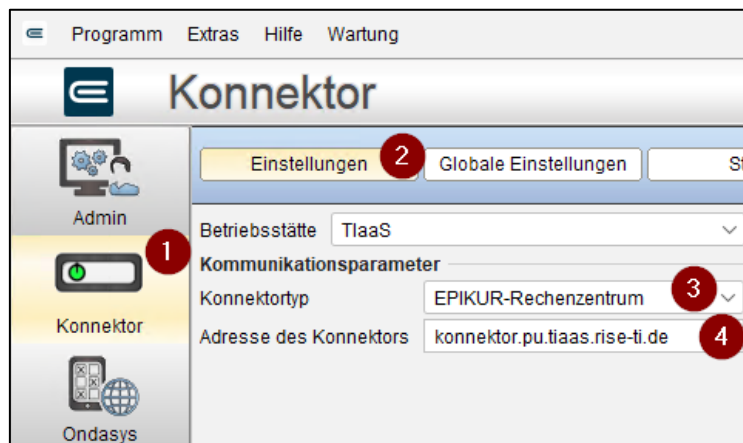 Programm Extras Hilfe Wartung
Konnektor
Admin
1
Konnektor
Ondasys
Einstellungen 2 Globale Einstellungen
Betriebsstätte TIaaS
Kommunikationsparameter
Konnektortyp EPIKUR-Rechenzentrum 3
Adresse des Konnektors konnektor.pu.tiaas.rise-ti.de 4